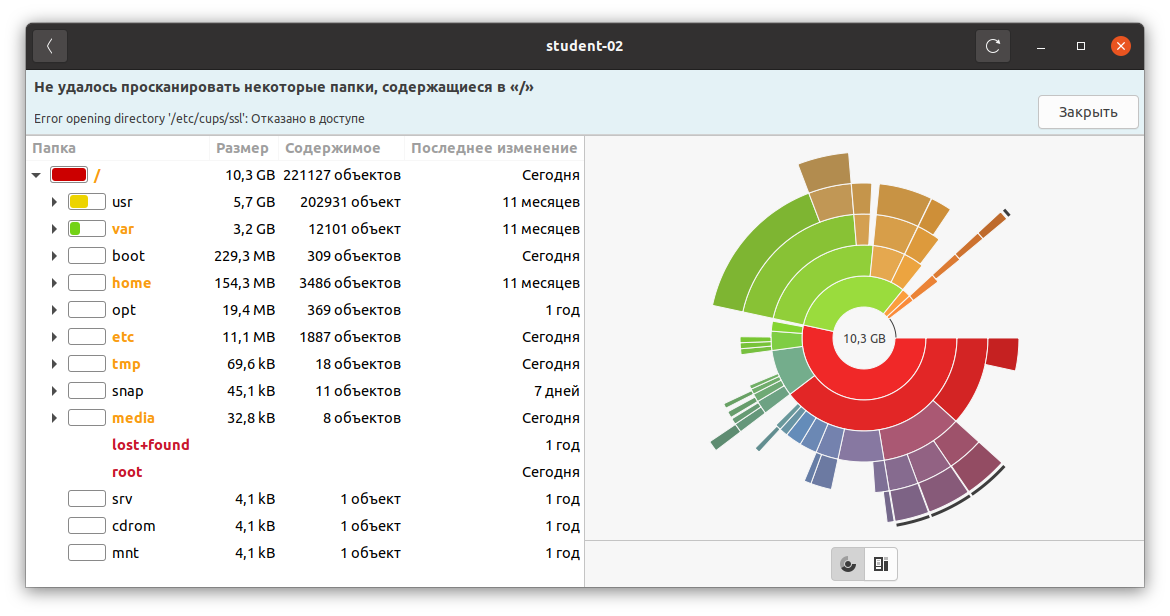 student-02
Не удалось просканировать некоторые папки, содержащиеся в «/»
Error opening directory '/etc/cups/ssl': Отказано в доступе
Закрыть
Папка Размер Содержимое Последнее изменение
/ 10,3 GB 221127 объектов Сегодня
usr 5,7 GB 202931 объект 11 месяцев
var 3,2 GB 12101 объект 11 месяцев
boot 229,3 MB 309 объектов Сегодня
home 154,3 MB 3486 объектов 11 месяцев
opt 19,4 MB 369 объектов 1 год
etc 11,1 MB 1887 объектов Сегодня
tmp 69,6 kB 18 объектов Сегодня
snap 45,1 kB 11 объектов 7 дней
media 32,8 kB 8 объектов Сегодня
lost+found 1 год
root Сегодня
srv 4,1 kB 1 объект 1 год
cdrom 4,1 kB 1 объект 1 год
mnt 4,1 kB 1 объект 1 год
10,3 GB